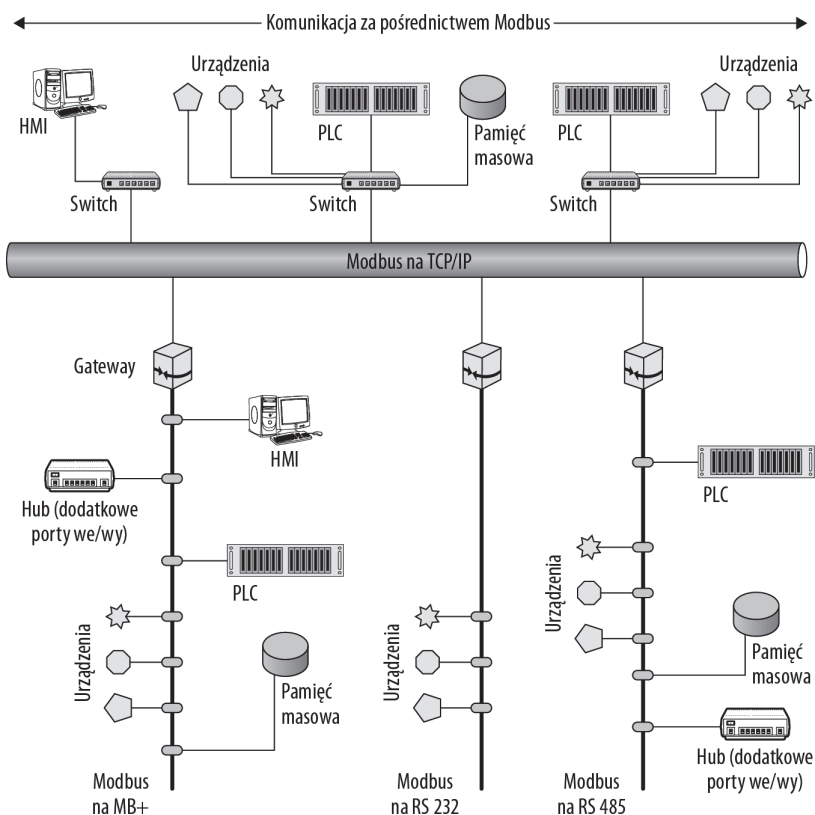 Komunikacja za pośrednictwem Modbus
Urządzenia
Urządzenia
HMI
PLC
Pamięć
masowa
PLC
Switch
Switch
Switch
Modbus na TCP/IP
Gateway
HMI
Hub (dodatkowe
porty we/wy)
PLC
PLC
Urządzenia
Pamięć
masowa
Urządzenia
Urządzenia
Pamięć
masowa
Hub (dodatkowe
porty we/wy)
Modbus
na MB+
Modbus
na RS 232
Modbus
na RS 485